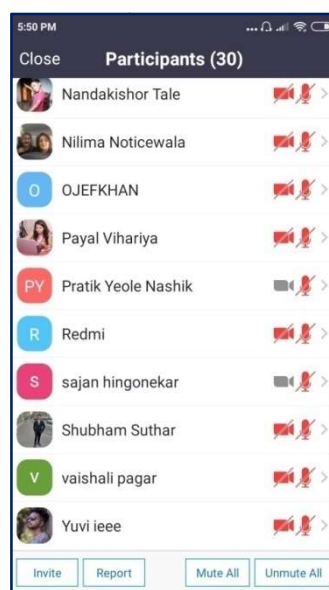 5:50 PM ...
Close Participants (30)
Nandakishor Tale
Nilima Noticewala
O OJEFKHAN
Payal Vihariya
PY Pratik Yeole Nashik
R Redmi
S sajan hingonekar
Shubham Suthar
V vaishali pagar
Yuvi ieee
Invite Report Mute All Unmute All